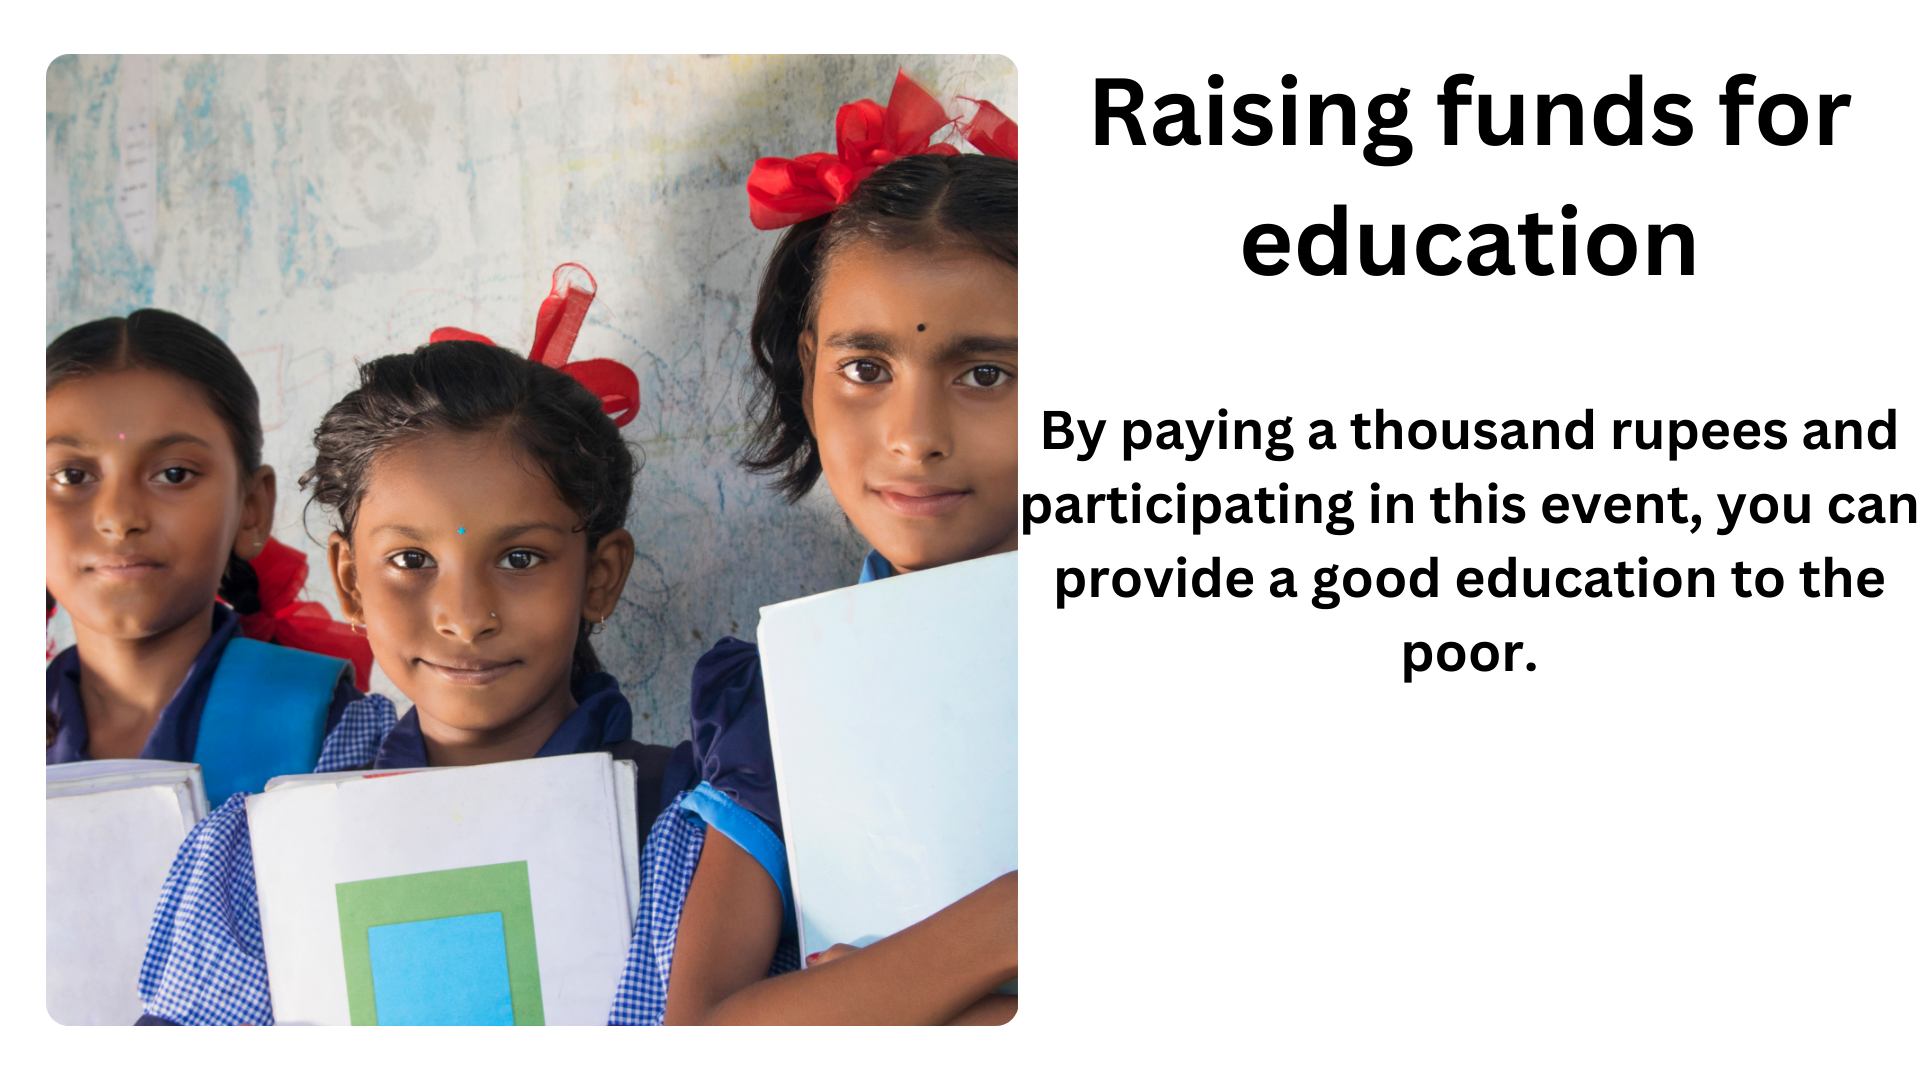 Raising funds for
education
By paying a thousand rupees and
participating in this event, you can
provide a good education to the
poor.